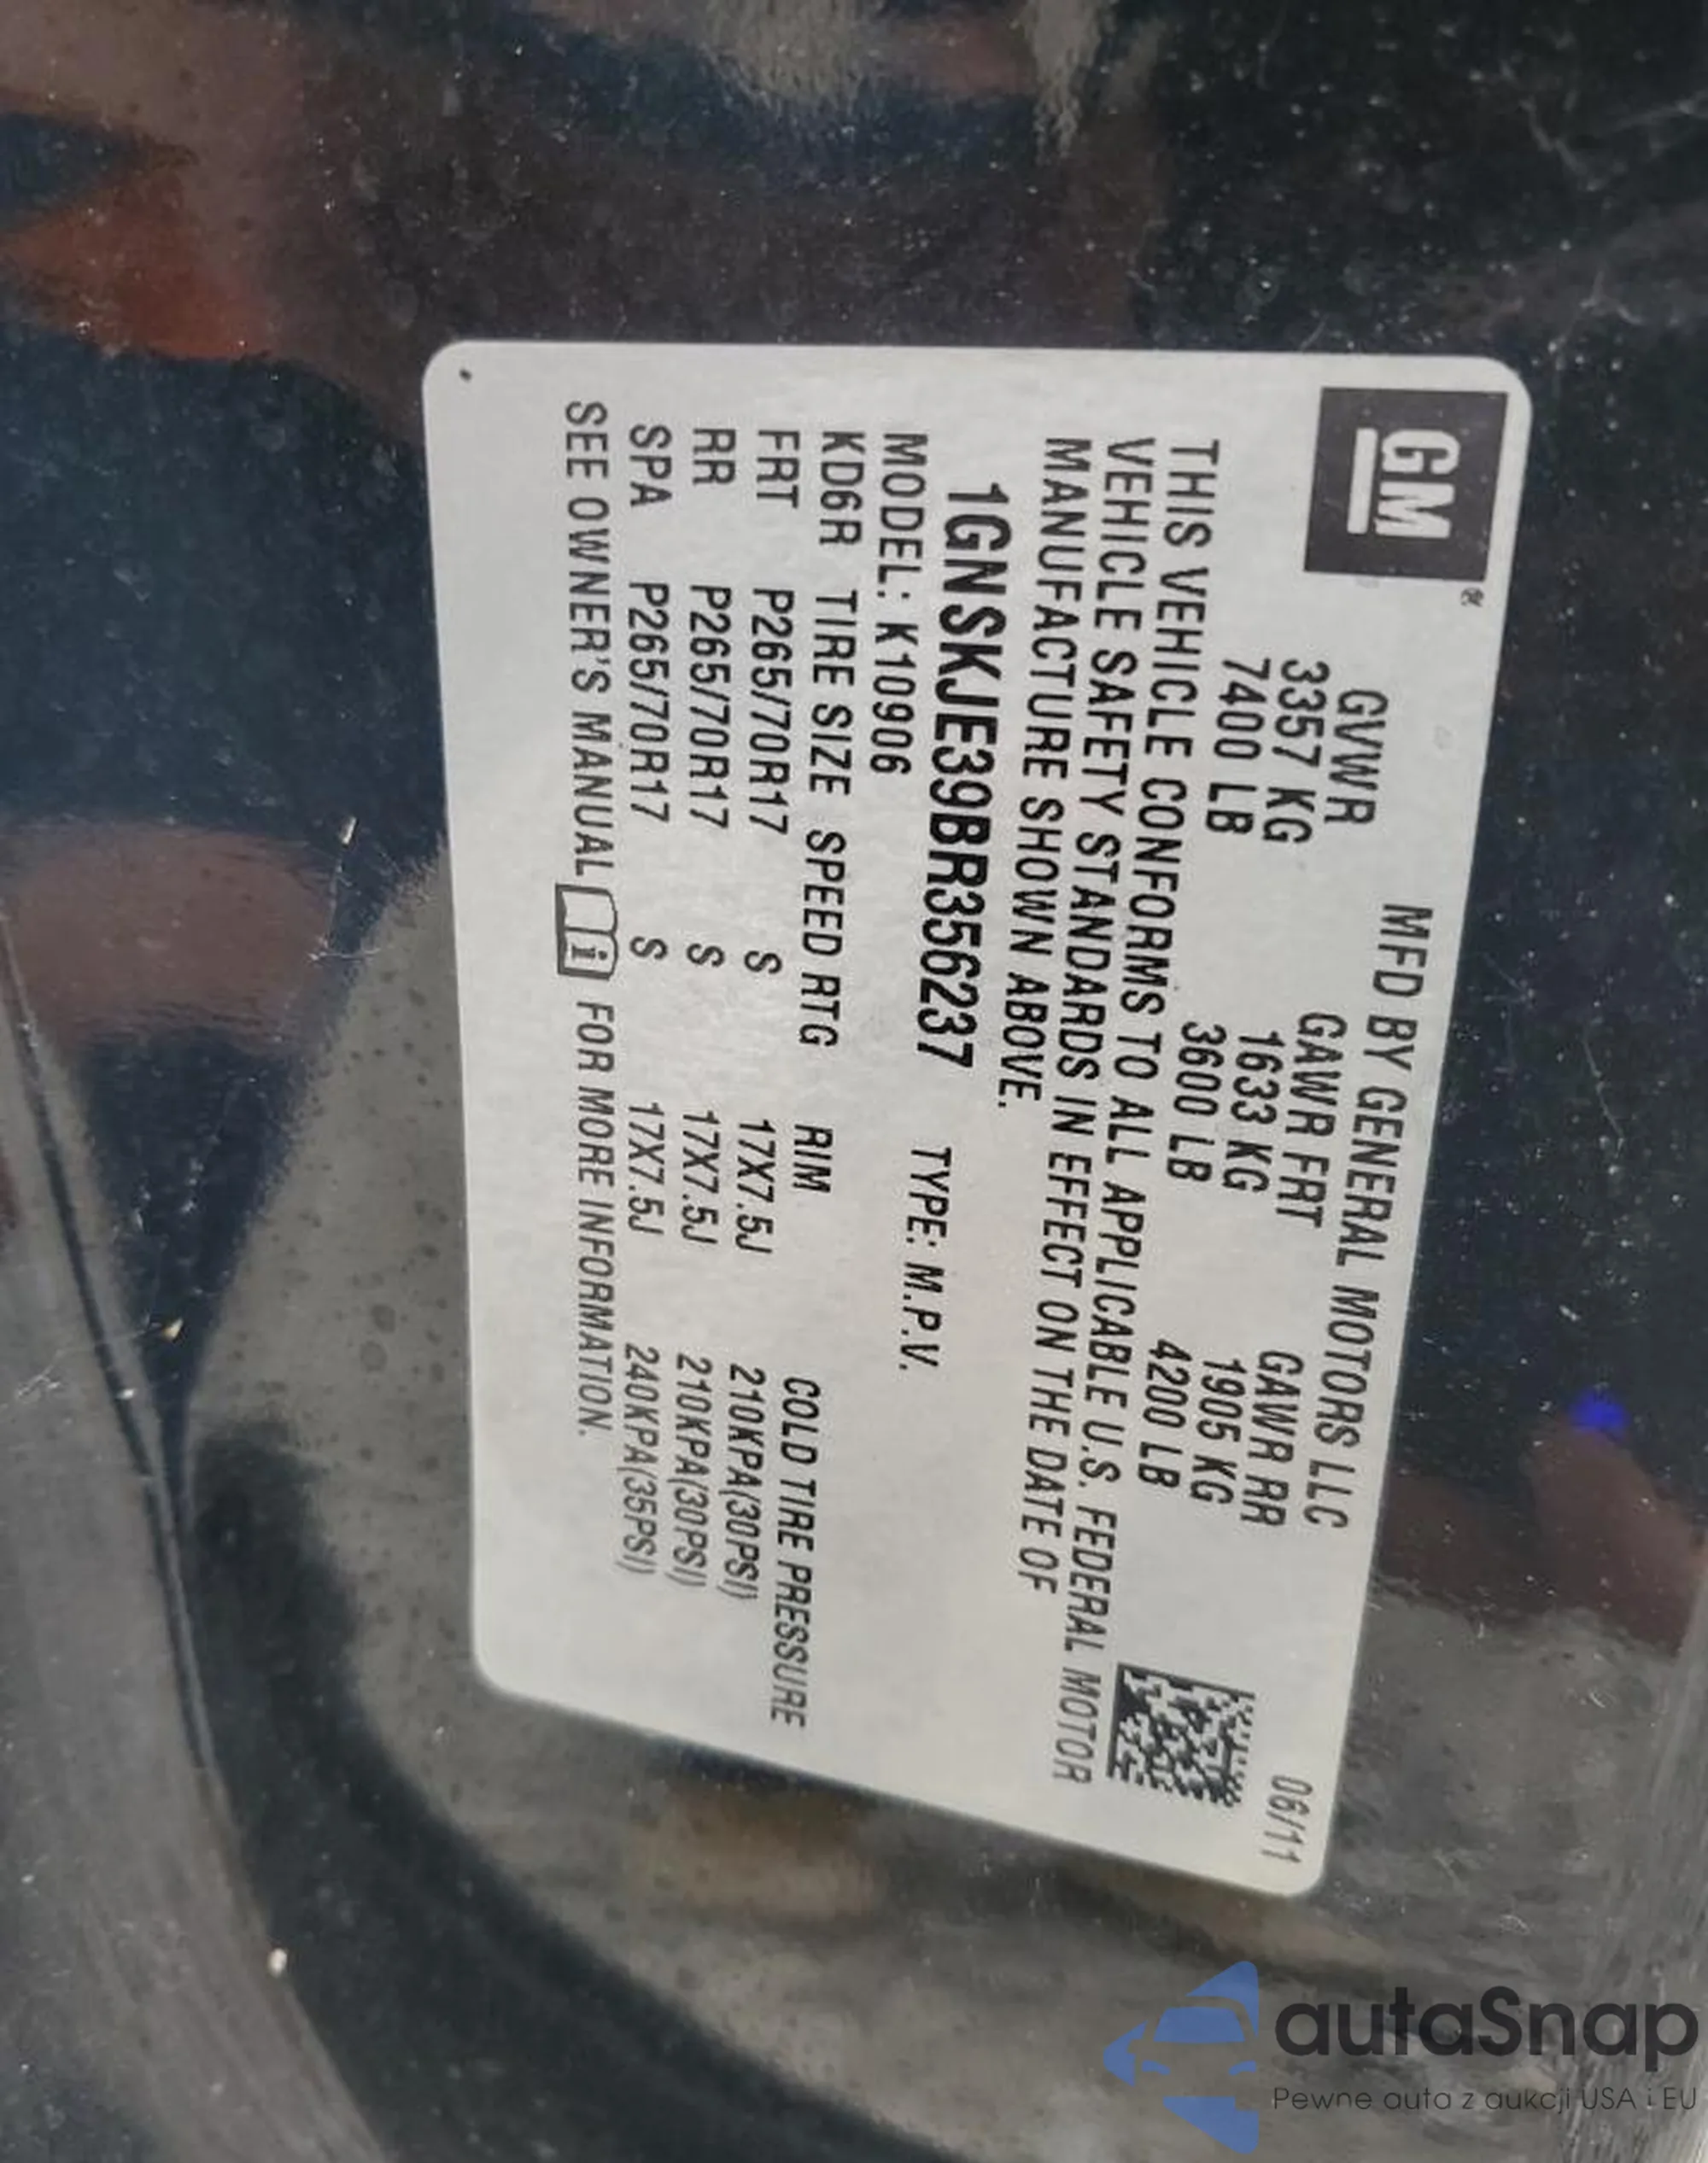 GM®
MFD BY GENERAL MOTORS LLC 06/11
GVWR GAWR FRT GAWR RR
3357 KG 1633 KG 1905 KG
7400 LB 3600 LB 4200 LB
THIS VEHICLE CONFORMS TO ALL APPLICABLE U.S. FEDERAL MOTOR
VEHICLE SAFETY STANDARDS IN EFFECT ON THE DATE OF
MANUFACTURE SHOWN ABOVE.
1GNSKJE39BR356237 TYPE: M.P.V.
MODEL: K10906
KD6R TIRE SIZE SPEED RTG RIM COLD TIRE PRESSURE
FRT P265/70R17 S 17X7.5J 210KPA(30PSI)
RR P265/70R17 S 17X7.5J 210KPA(30PSI)
SPA P265/70R17 S 17X7.5J 240KPA(35PSI)
SEE OWNER'S MANUAL i FOR MORE INFORMATION.
autaSnap
Pewne auta z aukcji USA i EU